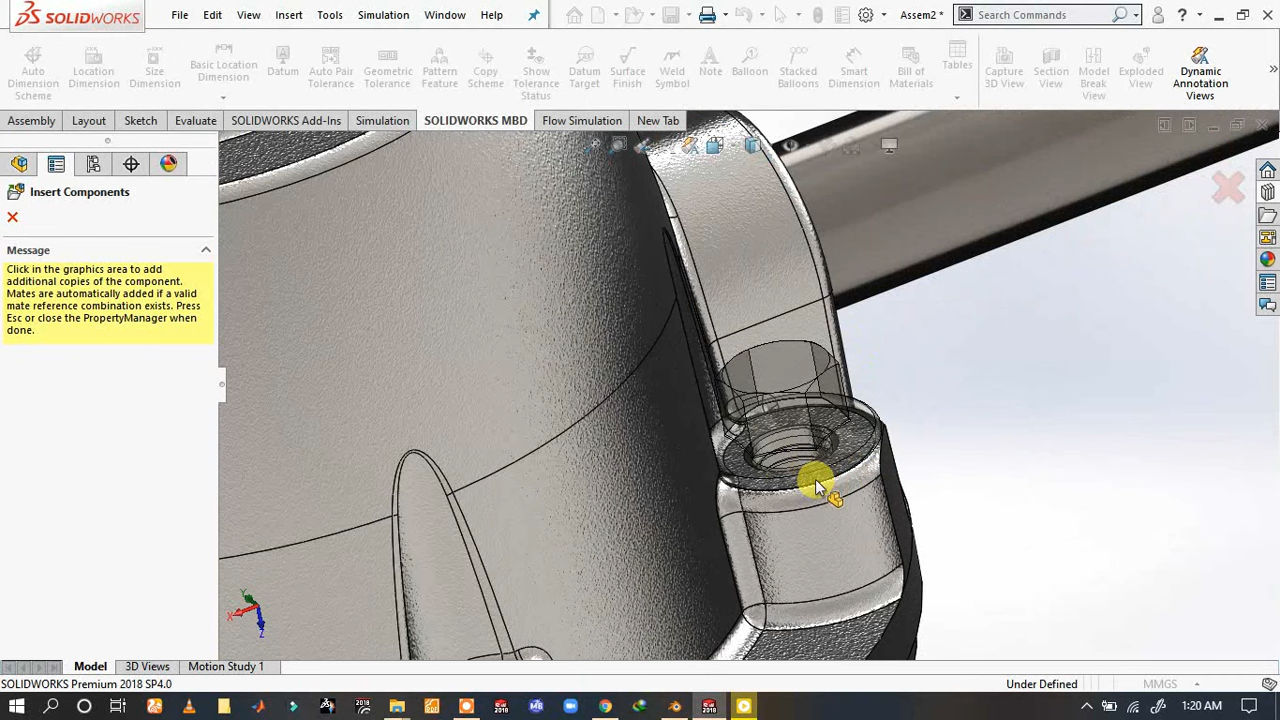 SOLIDWORKS File Edit View Insert Tools Simulation Window Help Assem2 * Search Commands ?
Auto Dimension Scheme
Location Dimension
Size Dimension
Basic Location Dimension
Datum
Auto Pair Tolerance
Geometric Tolerance
Pattern Feature
Copy Scheme
Show Tolerance Status
Datum Target
Surface Finish
Weld Symbol
Note
Balloon
Stacked Balloons
Smart Dimension
Bill of Materials
Tables
Capture 3D View
Section View
Model Break View
Exploded View
Dynamic Annotation Views
Assembly Layout Sketch Evaluate SOLIDWORKS Add-Ins Simulation SOLIDWORKS MBD Flow Simulation New Tab
Insert Components
Message
Click in the graphics area to add
additional copies of the component.
Mates are automatically added if a valid
mate reference combination exists. Press
Esc or close the PropertyManager when
done.
Y
X
Z
Model 3D Views Motion Study 1
SOLIDWORKS Premium 2018 SP4.0 Under Defined MMGS
1:20 AM